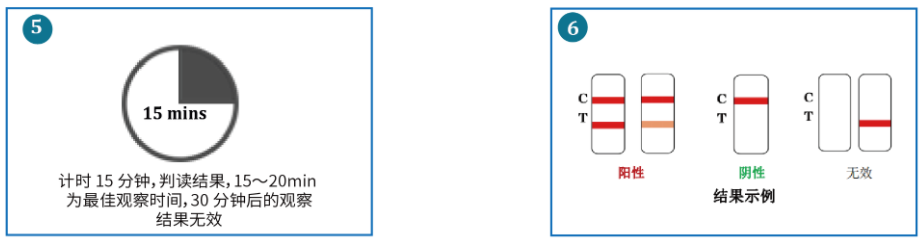 5
15 mins
计时 15 分钟,判读结果,15～20min
为最佳观察时间,30 分钟后的观察
结果无效
6
C
T
C
T
C
T
阳性
阴性
无效
结果示例